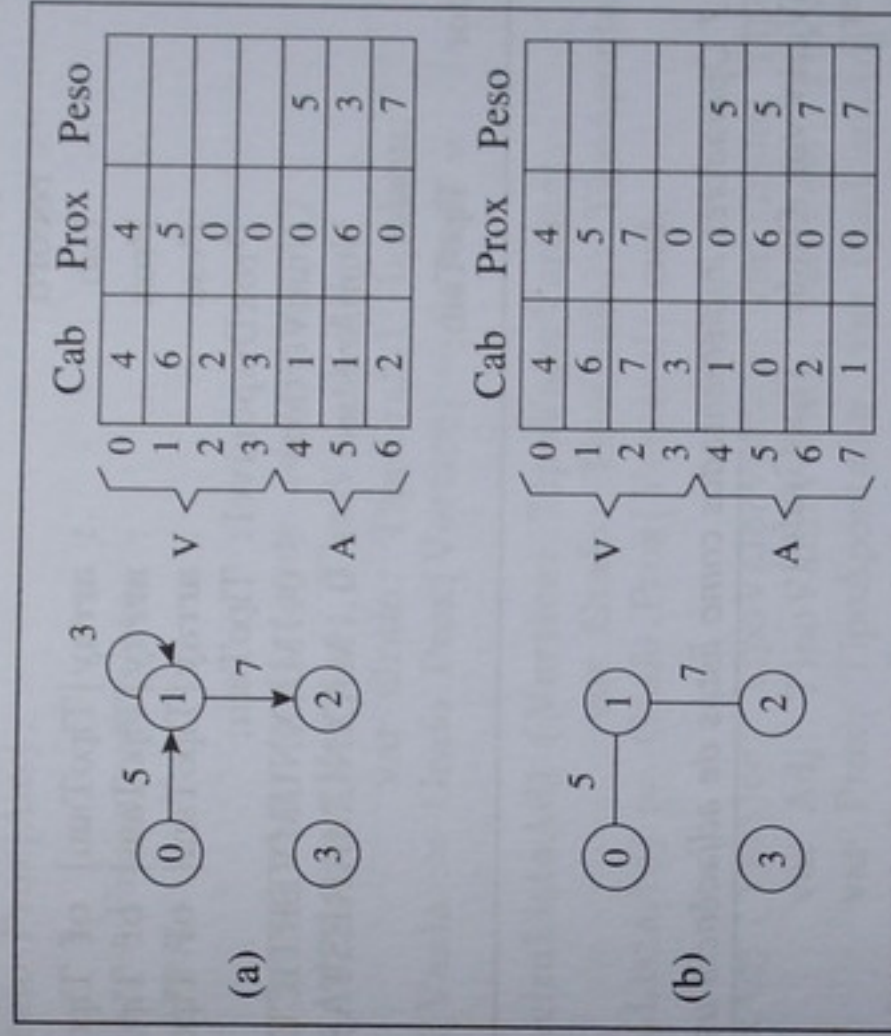 (a)
3
0 5 1
7
3 2
Cab Prox Peso
V
0 4 4
1 6 5
2 2 0
3 3 0
A
4 1 0 5
5 1 6 3
6 2 0 7
(b)
0 5 1
7
3 2
Cab Prox Peso
V
0 4 4
1 6 5
2 7 7
3 3 0
A
4 1 0 5
5 0 6 5
6 2 0 7
7 1 0 7